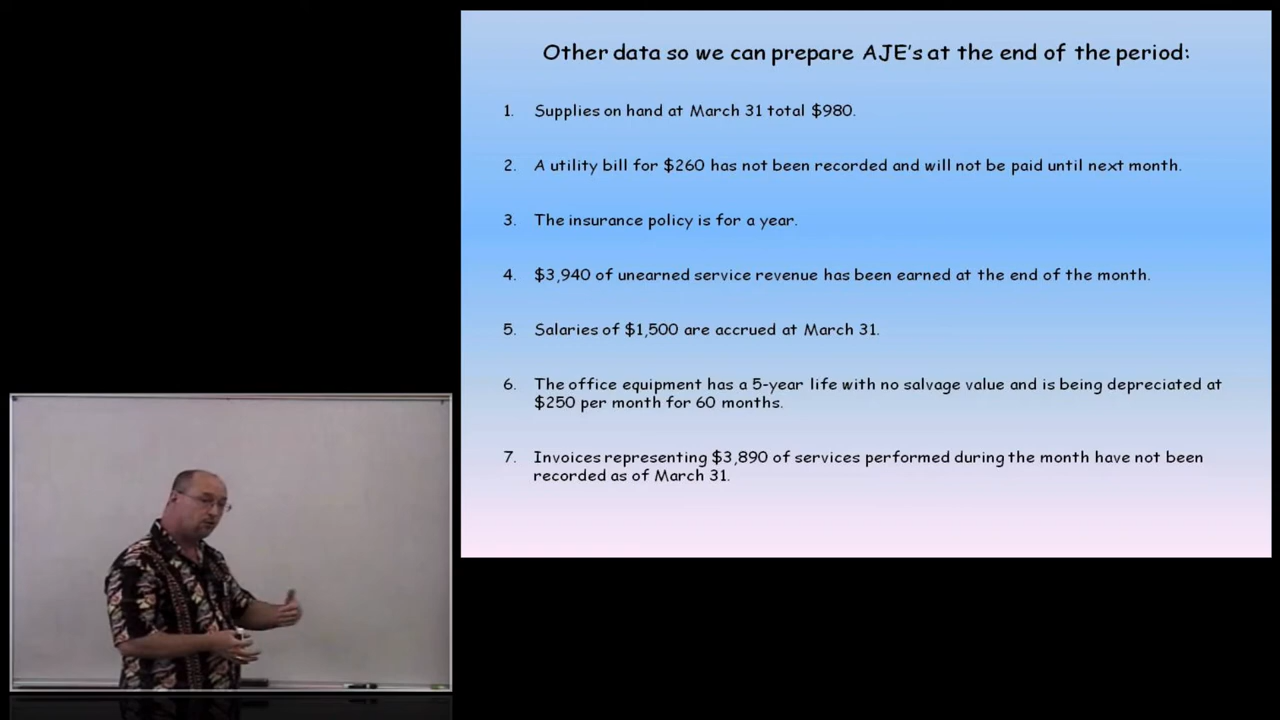 Other data so we can prepare AJE's at the end of the period:
1. Supplies on hand at March 31 total $980.
2. A utility bill for $260 has not been recorded and will not be paid until next month.
3. The insurance policy is for a year.
4. $3,940 of unearned service revenue has been earned at the end of the month.
5. Salaries of $1,500 are accrued at March 31.
6. The office equipment has a 5-year life with no salvage value and is being depreciated at
$250 per month for 60 months.
7. Invoices representing $3,890 of services performed during the month have not been
recorded as of March 31.